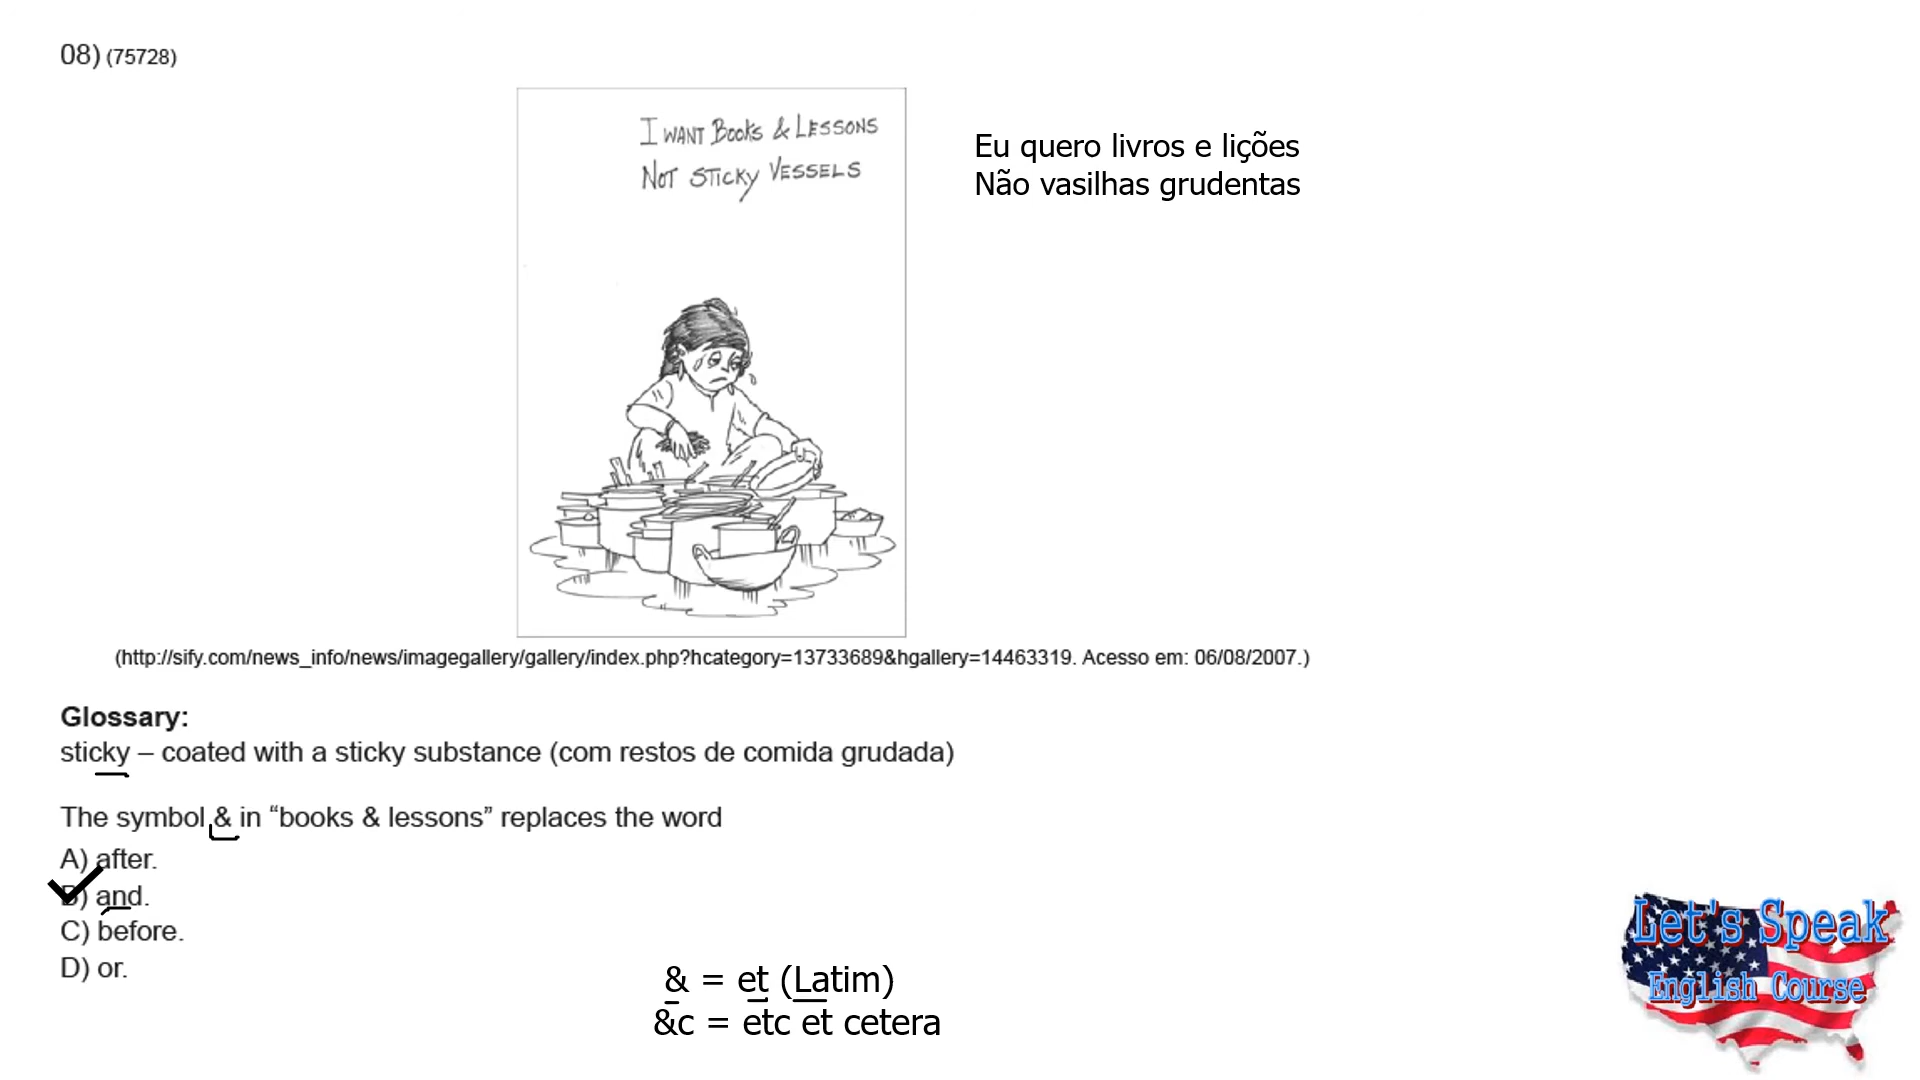 08) (75728)
I WANT BOOKS & LESSONS
NOT STICKY VESSELS
Eu quero livros e lições
Não vasilhas grudentas
(http://sify.com/news_info/news/imagegallery/gallery/index.php?hcategory=13733689&hgallery=14463319. Acesso em: 06/08/2007.)
Glossary:
sticky – coated with a sticky substance (com restos de comida grudada)
The symbol & in “books & lessons” replaces the word
A) after.
B) and.
C) before.
D) or.
& = et (Latim)
&c = etc et cetera
Let's Speak
English Course